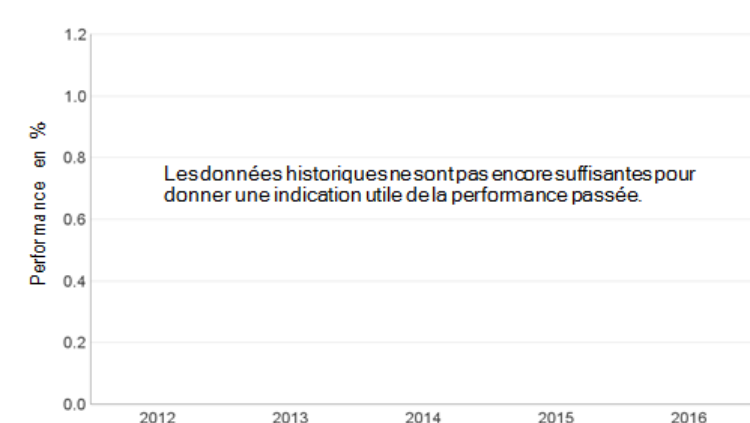 1.2
1.0
0.8
0.6
0.4
0.2
0.0
Performance en %
Les données historiques ne sont pas encore suffisantes pour
donner une indication utile de la performance passée.
2012 2013 2014 2015 2016